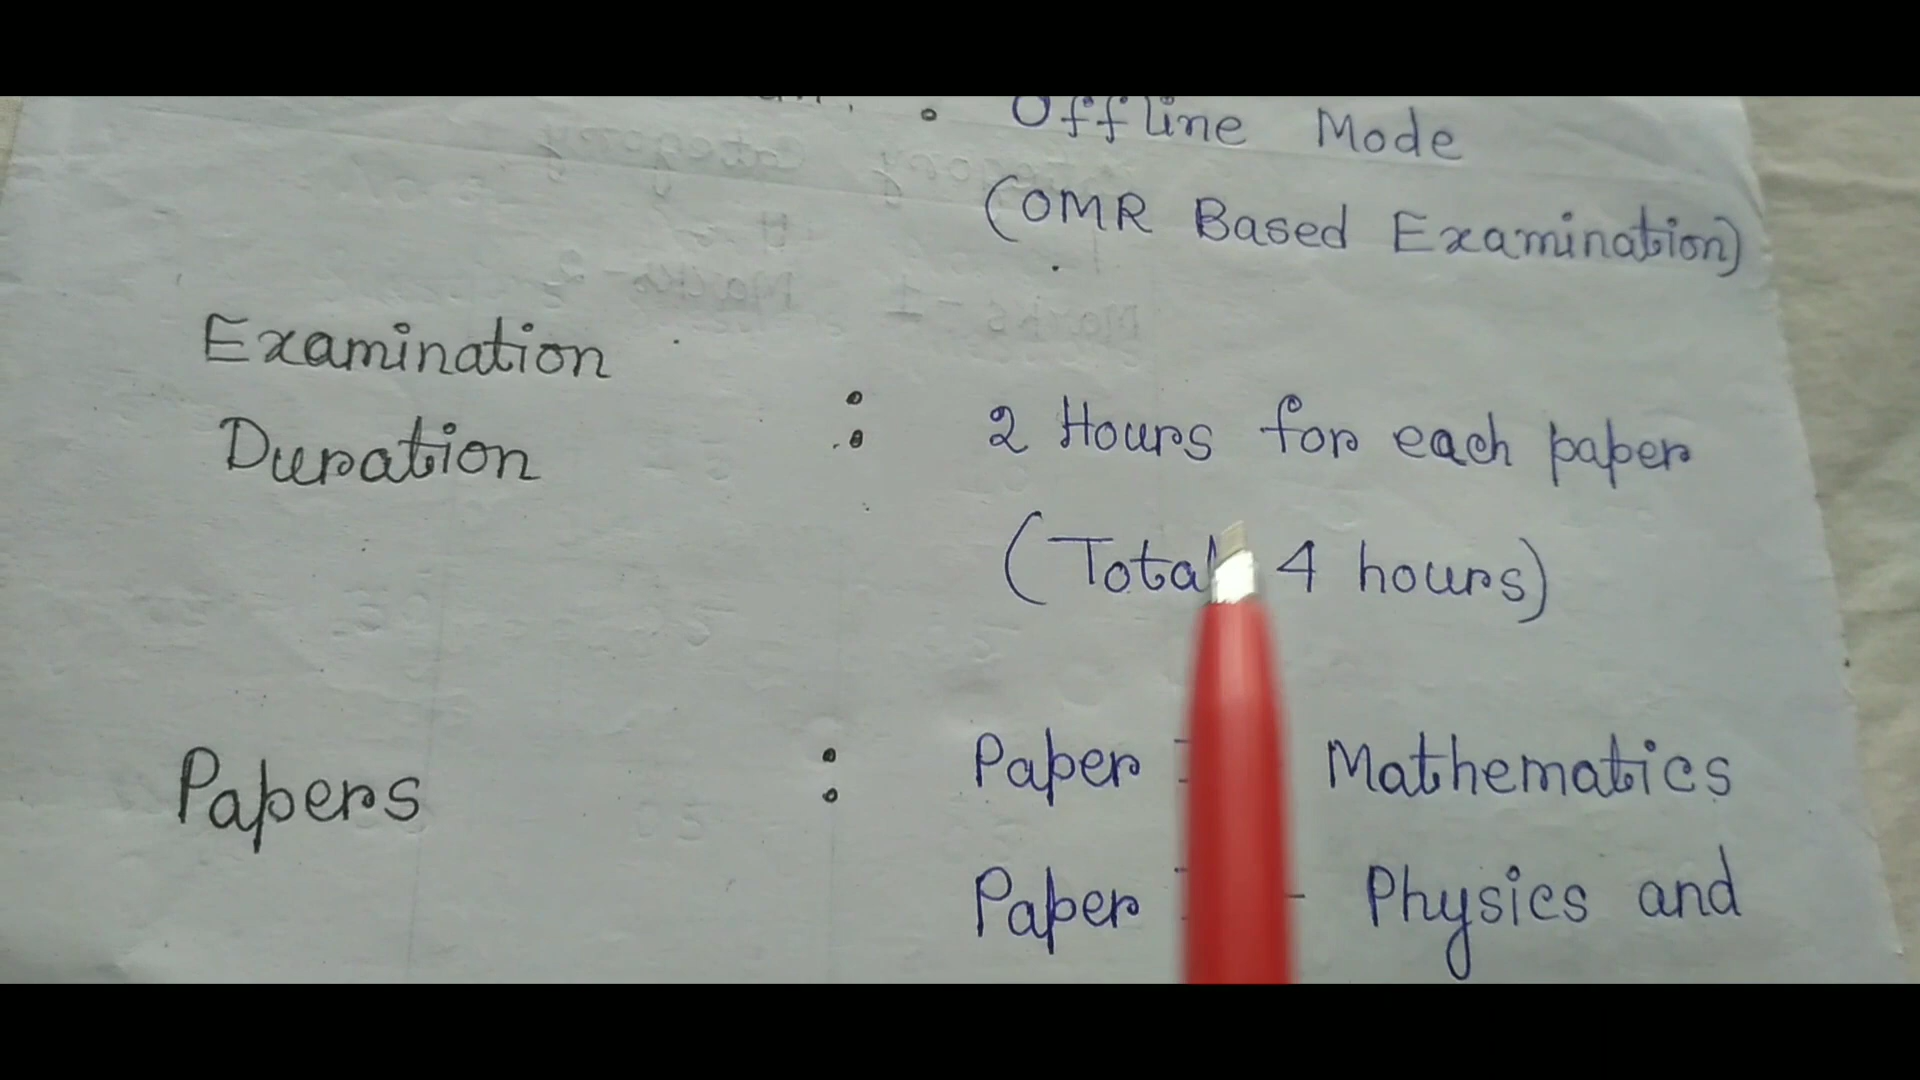 : Offline Mode
(OMR Based Examination)
Examination
Duration : 2 Hours for each paper
(Total 4 hours)
Papers : Paper Mathematics
Paper - Physics and